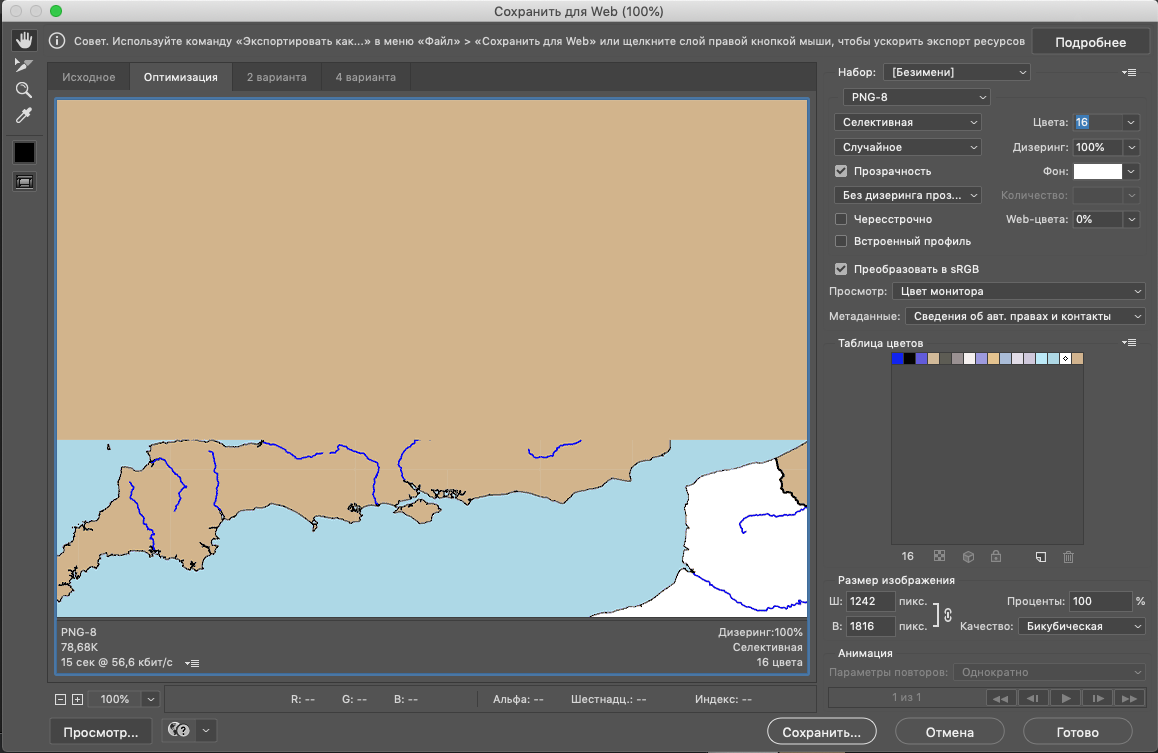 Сохранить для Web (100%)
Совет. Используйте команду «Экспортировать как...» в меню «Файл» > «Сохранить для Web» или щелкните слой правой кнопкой мыши, чтобы ускорить экспорт ресурсов
Подробнее
Исходное
Оптимизация
2 варианта
4 варианта
Набор: [Безимени]
PNG-8
Селективная
Цвета: 16
Случайное
Дизеринг: 100%
Прозрачность
Фон:
Без дизеринга проз...
Количество:
Чересстрочно
Web-цвета: 0%
Встроенный профиль
Преобразовать в sRGB
Просмотр: Цвет монитора
Метаданные: Сведения об авт. правах и контакты
Таблица цветов
16
Размер изображения
Ш: 1242 пикс.
Проценты: 100 %
В: 1816 пикс.
Качество: Бикубическая
Анимация
Параметры повторов: Однократно
1 из 1
PNG-8
78,68K
15 сек @ 56,6 кбит/с
Дизеринг:100%
Селективная
16 цвета
100%
R: --
G: --
B: --
Альфа: --
Шестнадц.: --
Индекс: --
Просмотр...
Сохранить...
Отмена
Готово